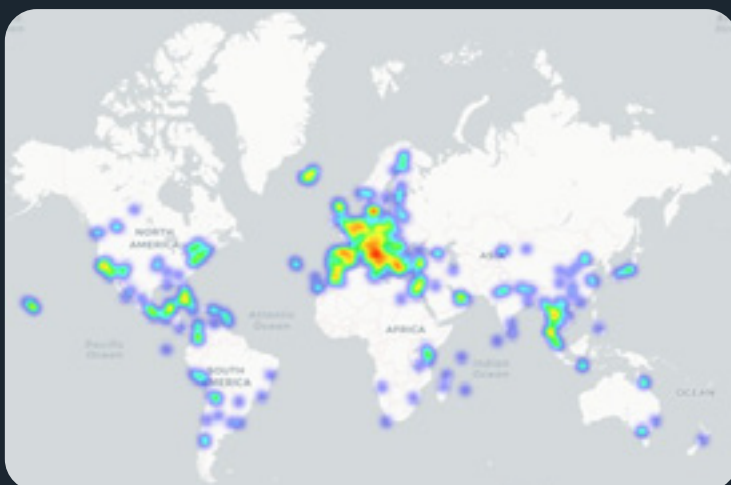 NORTH
AMERICA
ASIA
Atlantic
Ocean
AFRICA
Pacific
Ocean
Indian
Ocean
SOUTH
AMERICA
OCEAN